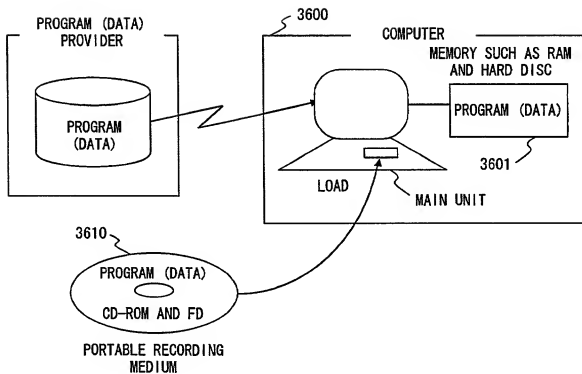 PROGRAM (DATA)
PROVIDER
PROGRAM
(DATA)
3600
COMPUTER
MEMORY SUCH AS RAM
AND HARD DISC
PROGRAM (DATA)
3601
LOAD
MAIN UNIT
3610
PROGRAM (DATA)
CD-ROM AND FD
PORTABLE RECORDING
MEDIUM